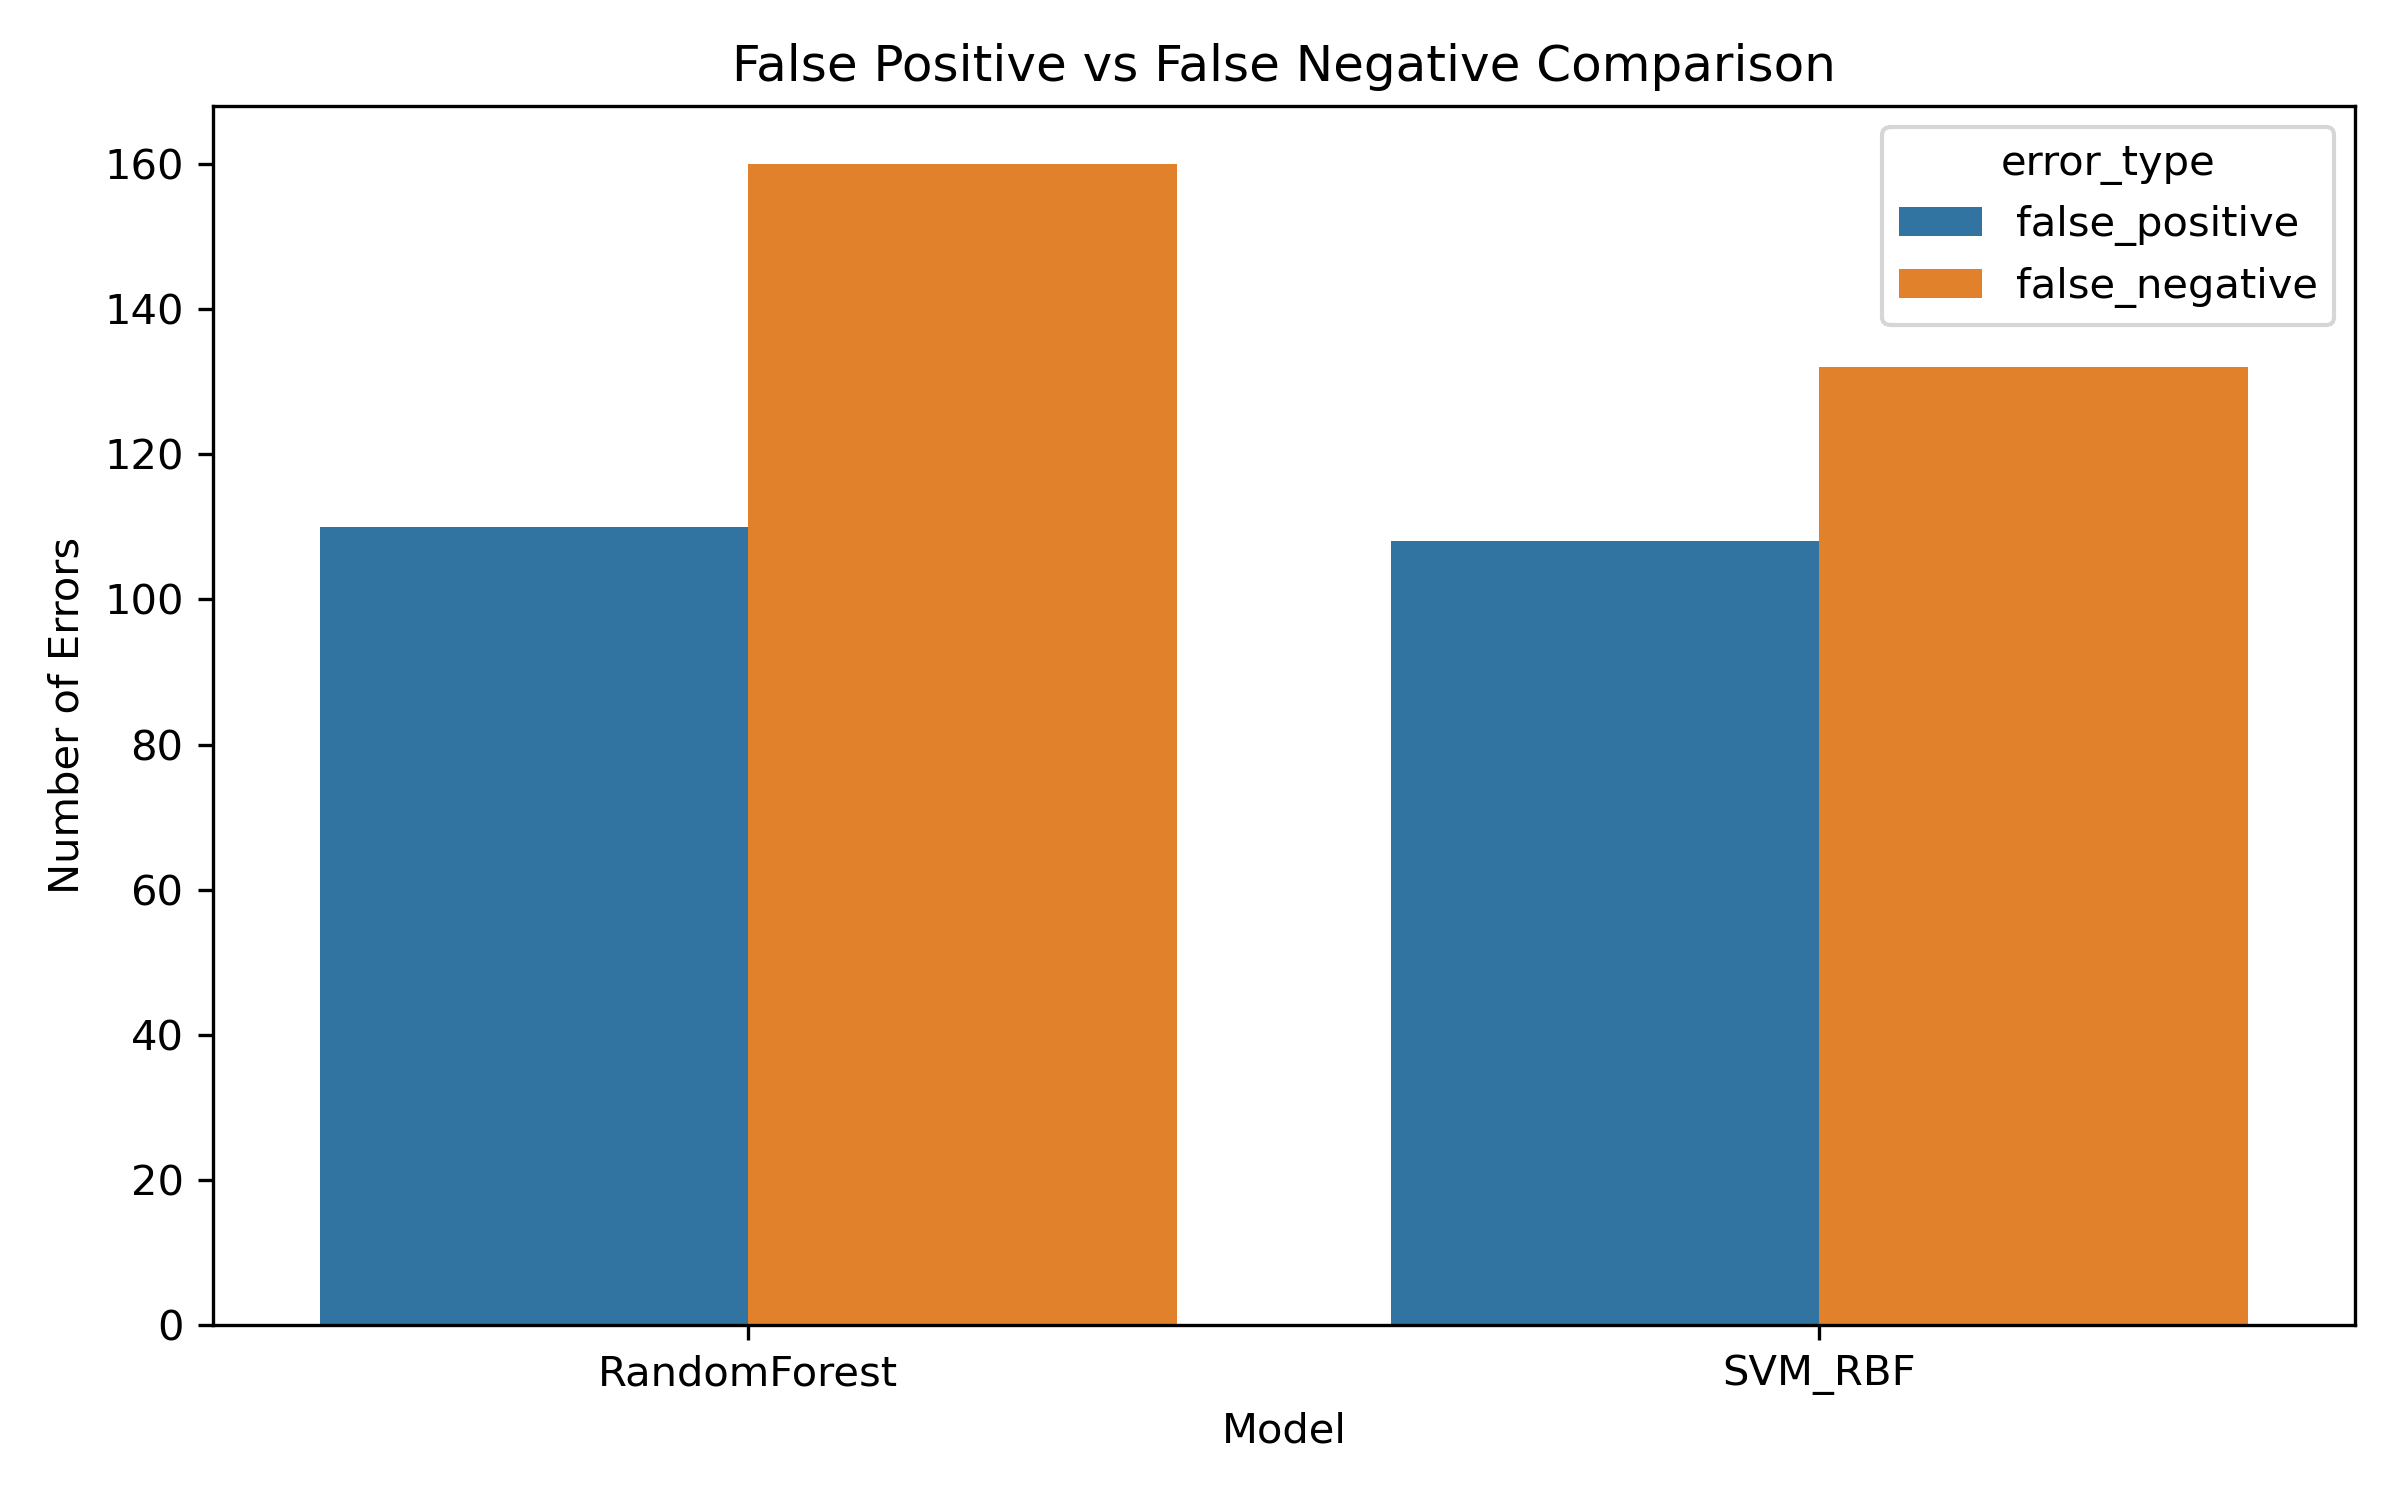 False Positive vs False Negative Comparison
error_type
false_positive
false_negative
160
140
120
100
80
60
40
20
0
Number of Errors
RandomForest
SVM_RBF
Model